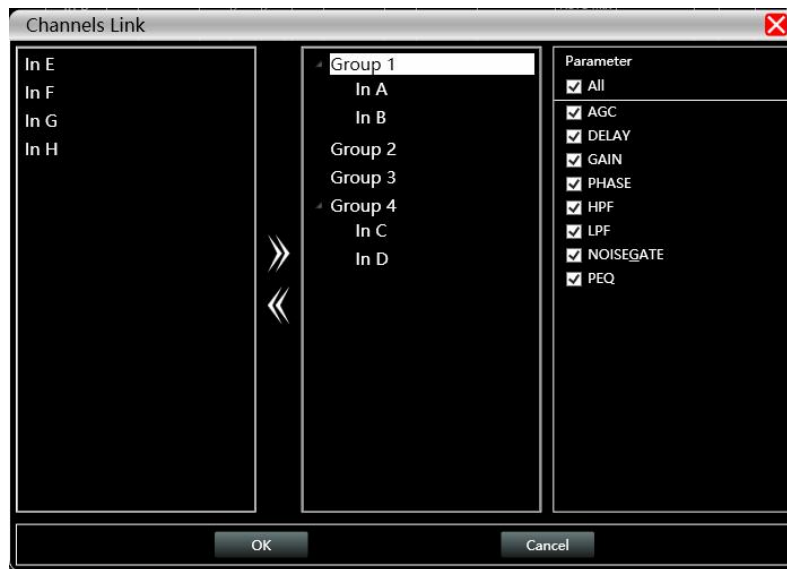 Channels Link
In E
In F
In G
In H
Group 1
In A
In B
Group 2
Group 3
Group 4
In C
In D
Parameter
All
AGC
DELAY
GAIN
PHASE
HPF
LPF
NOISEGATE
PEQ
OK
Cancel